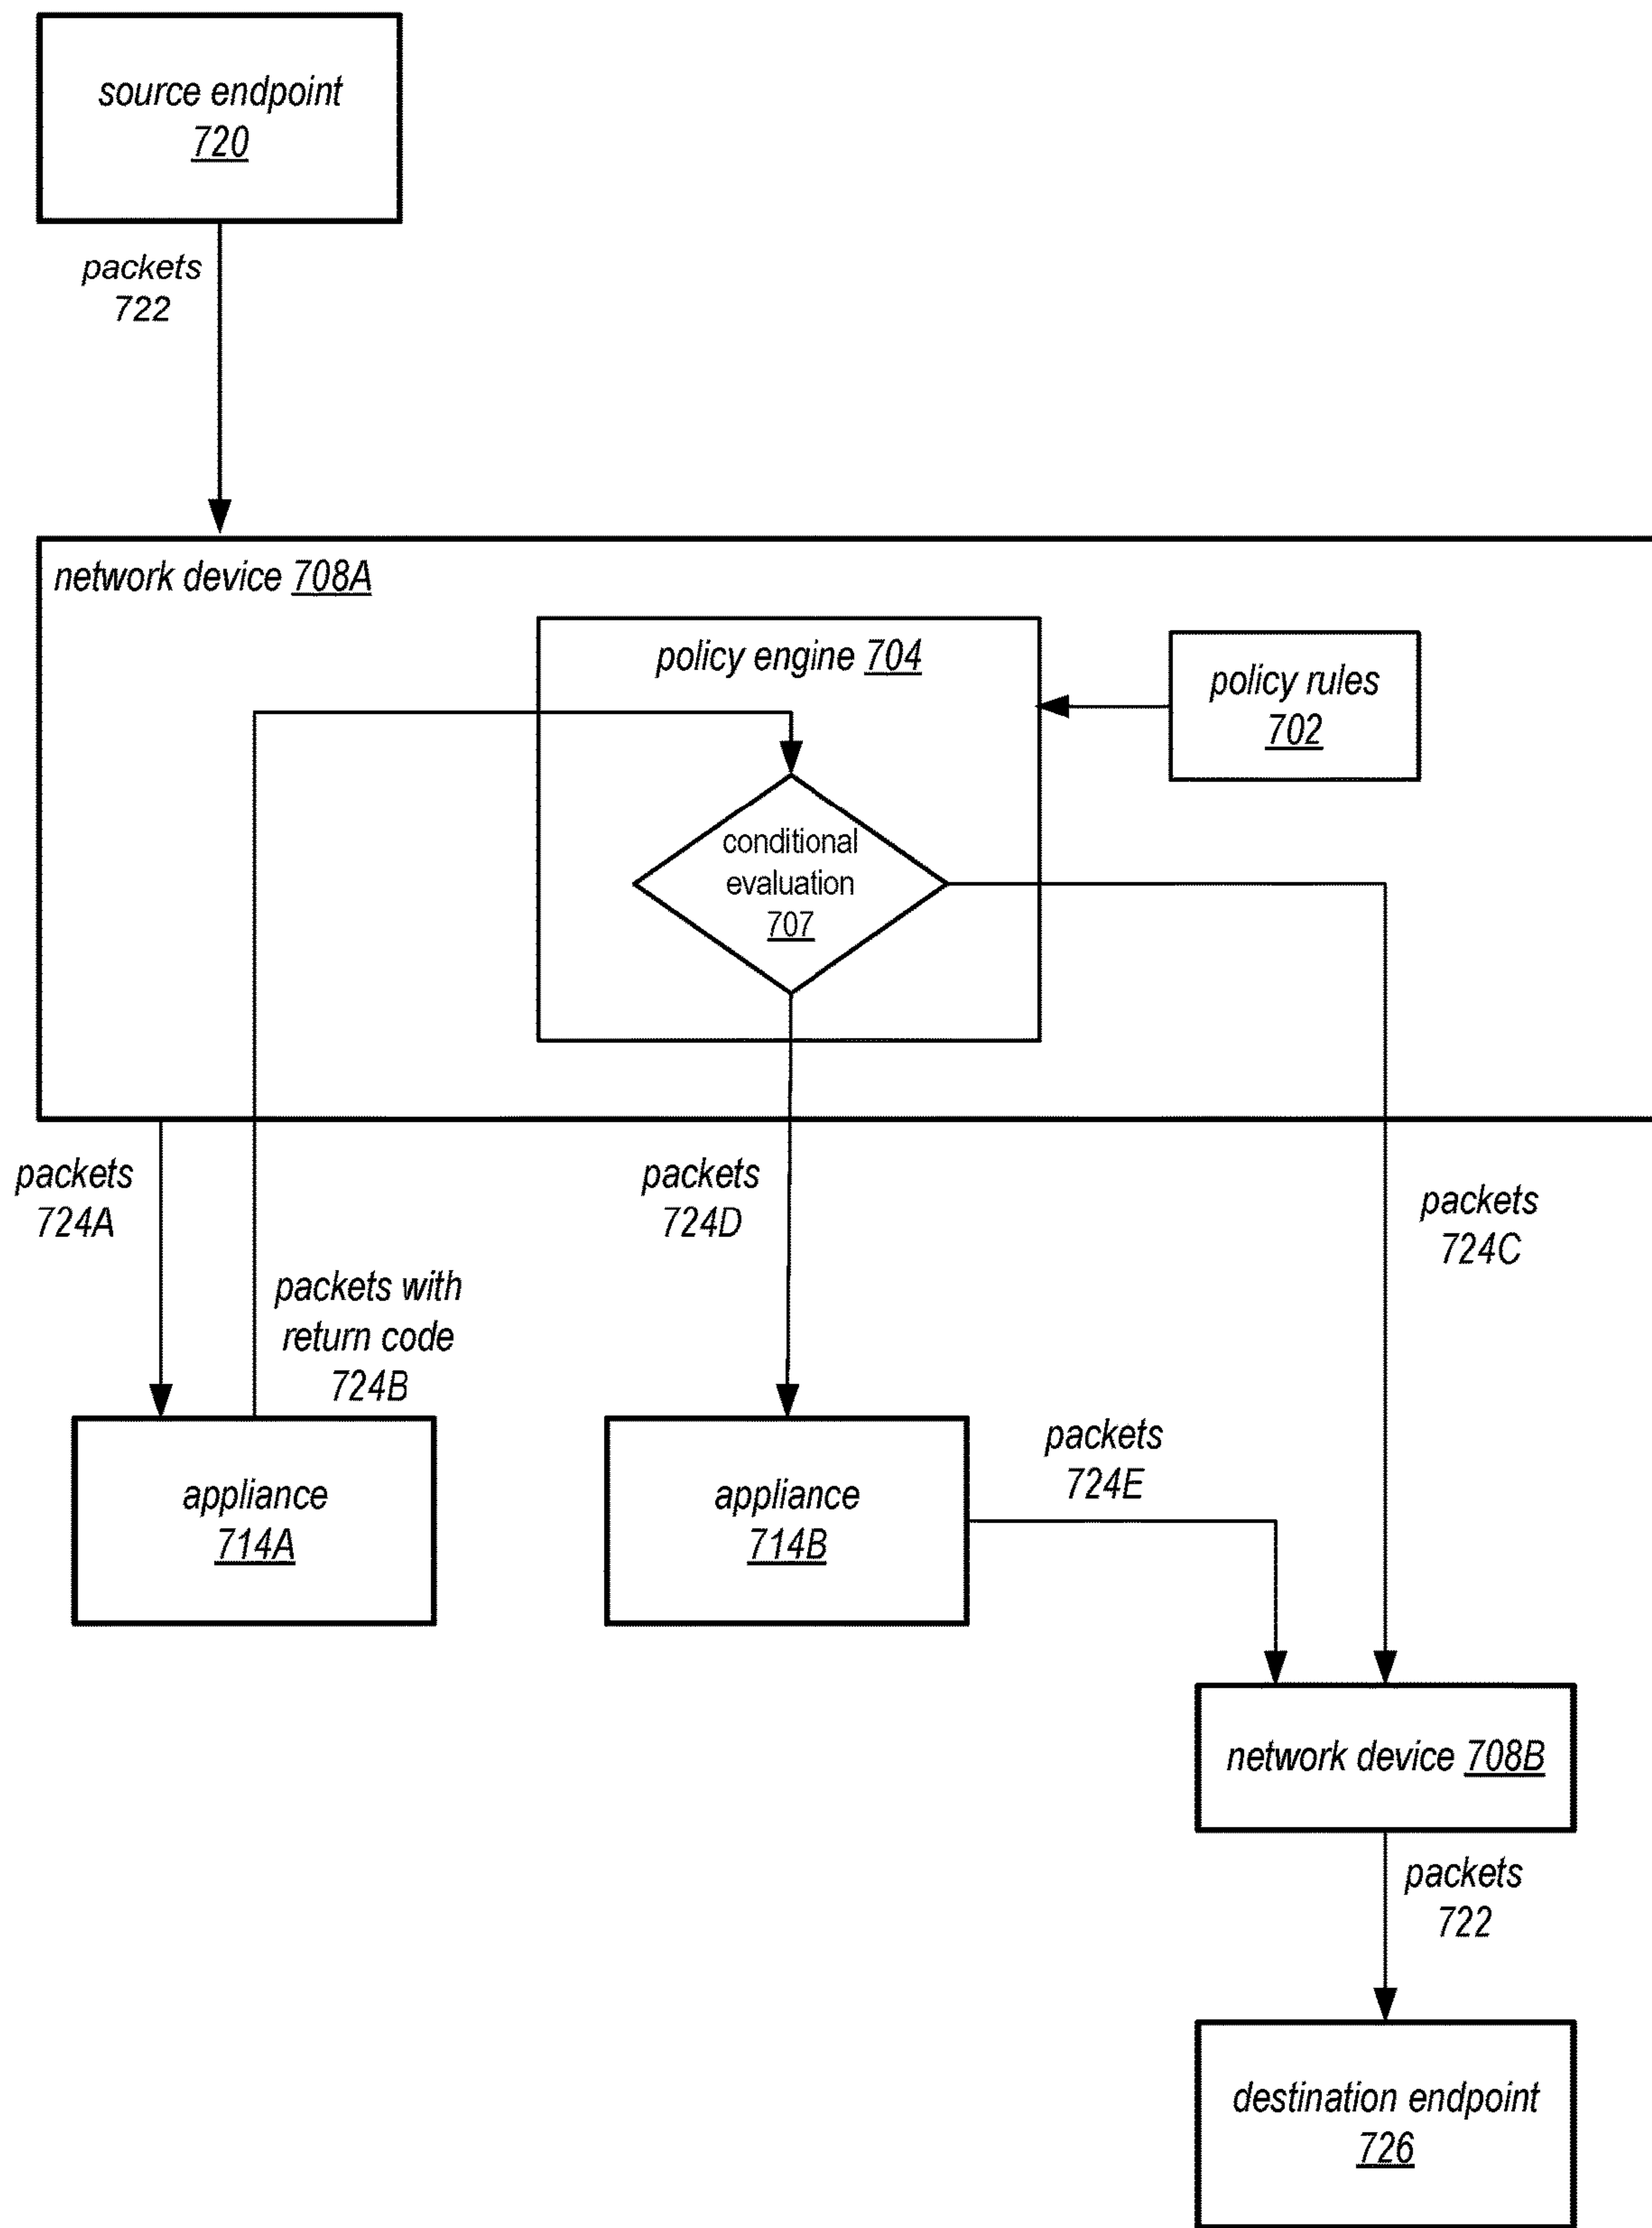 source endpoint
720
packets
722
network device 708A
policy engine 704
policy rules
702
conditional
evaluation
707
packets
724A
packets with
return code
724B
packets
724D
packets
724C
appliance
714A
appliance
714B
packets
724E
network device 708B
packets
722
destination endpoint
726